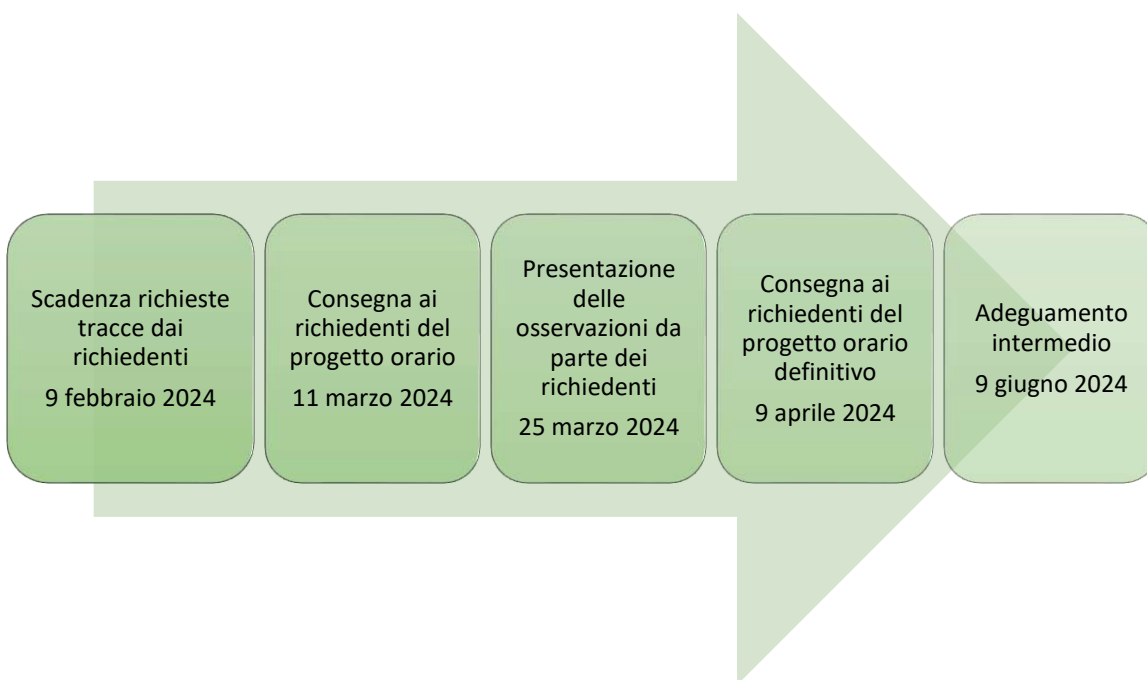 Scadenza richieste
tracce dai
richiedenti
9 febbraio 2024
Consegna ai
richiedenti del
progetto orario
11 marzo 2024
Presentazione
delle
osservazioni da
parte dei
richiedenti
25 marzo 2024
Consegna ai
richiedenti del
progetto orario
definitivo
9 aprile 2024
Adeguamento
intermedio
9 giugno 2024